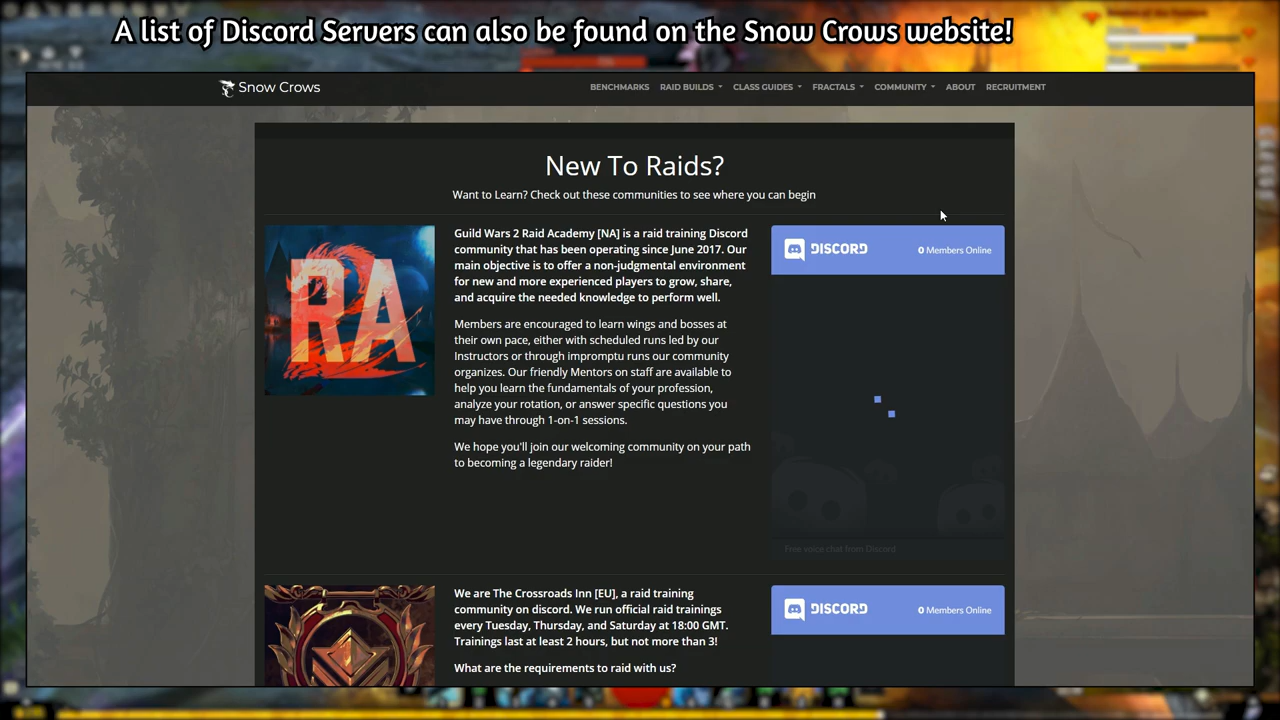 A list of Discord Servers can also be found on the Snow Crows website!
Snow Crows
BENCHMARKS RAID BUILDS CLASS GUIDES FRACTALS COMMUNITY ABOUT RECRUITMENT
New To Raids?
Want to Learn? Check out these communities to see where you can begin
RA
Guild Wars 2 Raid Academy [NA] is a raid training Discord
community that has been operating since June 2017. Our
main objective is to offer a non-judgmental environment
for new and more experienced players to grow, share,
and acquire the needed knowledge to perform well.
Members are encouraged to learn wings and bosses at
their own pace, either with scheduled runs led by our
Instructors or through impromptu runs our community
organizes. Our friendly Mentors on staff are available to
help you learn the fundamentals of your profession,
analyze your rotation, or answer specific questions you
may have through 1-on-1 sessions.
We hope you'll join our welcoming community on your path
to becoming a legendary raider!
DISCORD 0 Members Online
Free voice chat from Discord
We are The Crossroads Inn [EU], a raid training
community on discord. We run official raid trainings
every Tuesday, Thursday, and Saturday at 18:00 GMT.
Trainings last at least 2 hours, but not more than 3!
What are the requirements to raid with us?
DISCORD 0 Members Online